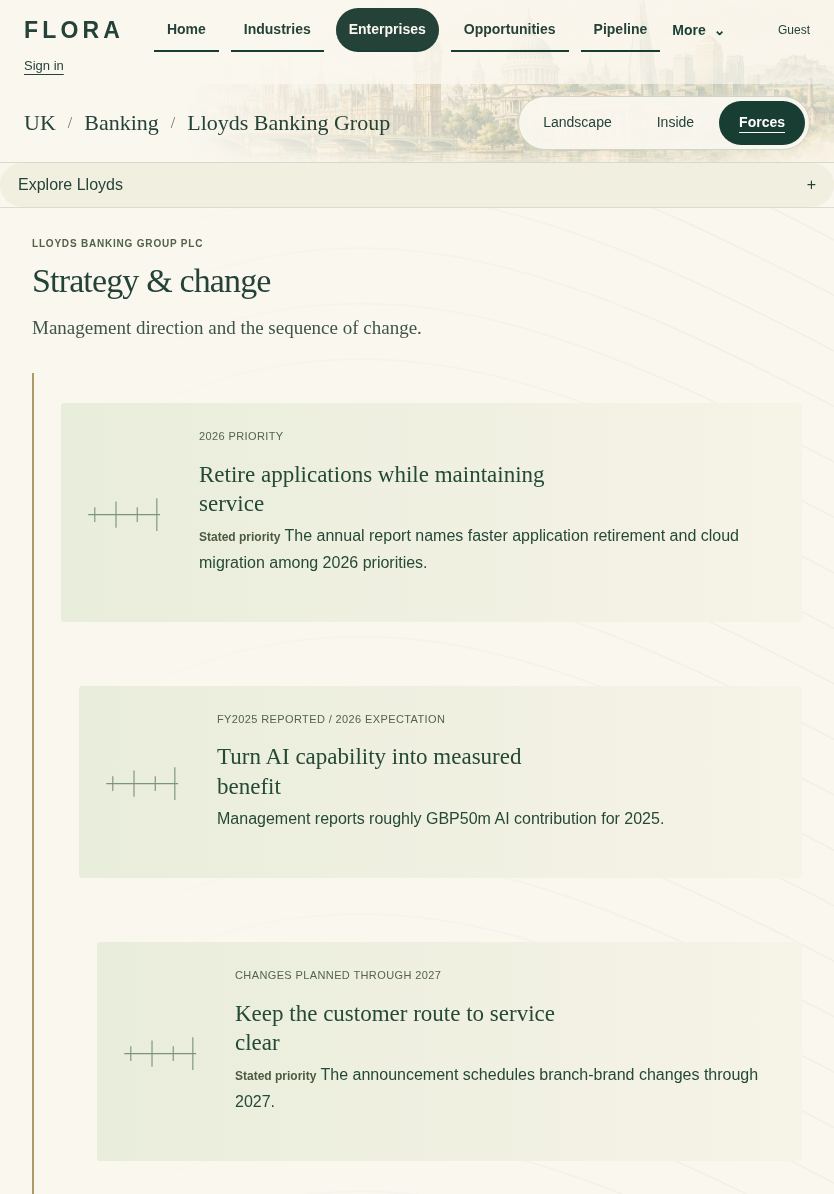 FLORA
Home
Industries
Enterprises
Opportunities
Pipeline
More
Guest
Sign in
UK / Banking / Lloyds Banking Group
Landscape
Inside
Forces
Explore Lloyds
+
LLOYDS BANKING GROUP PLC
Strategy & change
Management direction and the sequence of change.
2026 PRIORITY
Retire applications while maintaining
service
Stated priority The annual report names faster application retirement and cloud
migration among 2026 priorities.
FY2025 REPORTED / 2026 EXPECTATION
Turn AI capability into measured
benefit
Management reports roughly GBP50m AI contribution for 2025.
CHANGES PLANNED THROUGH 2027
Keep the customer route to service
clear
Stated priority The announcement schedules branch-brand changes through
2027.